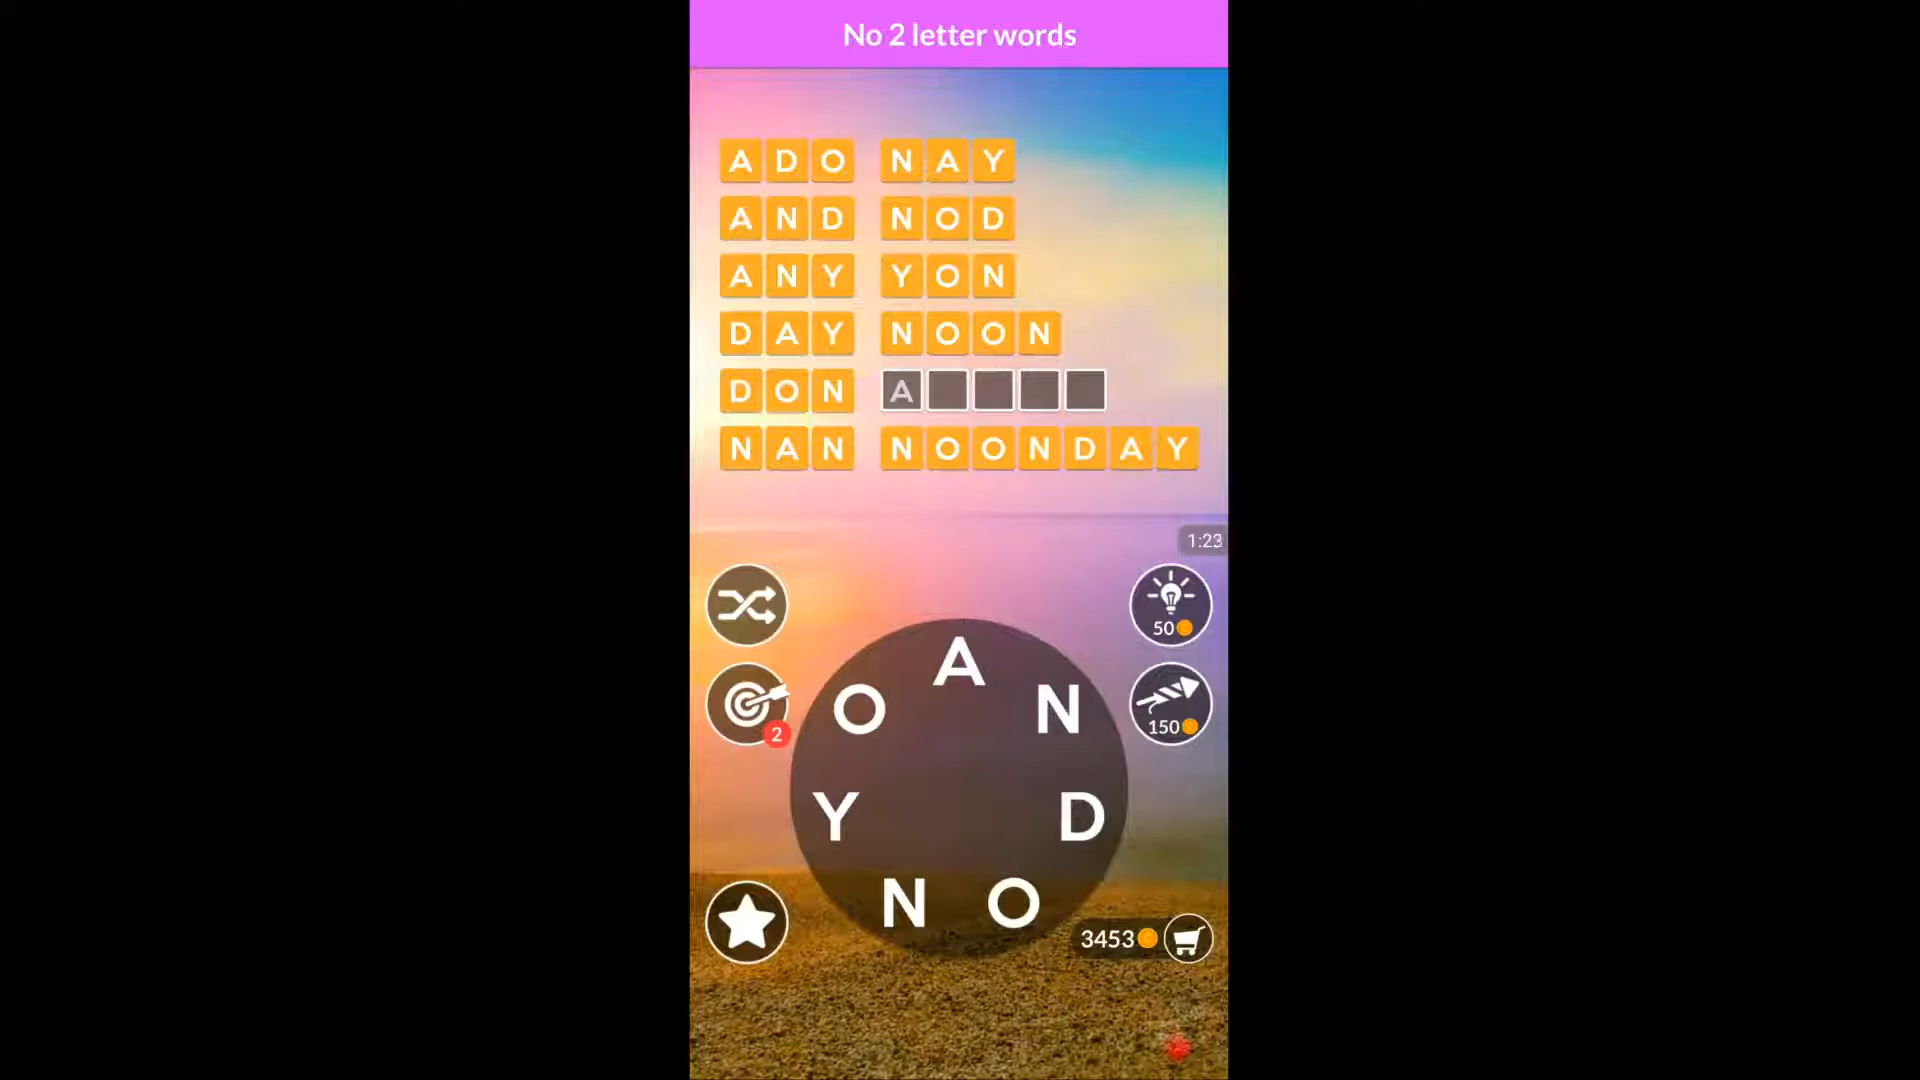 No 2 letter words
ADO NAY
AND NOD
ANY YON
DAY NOON
DON A
NAN NOONDAY
1:23
50
150
2
A
O N
Y D
N O
3453